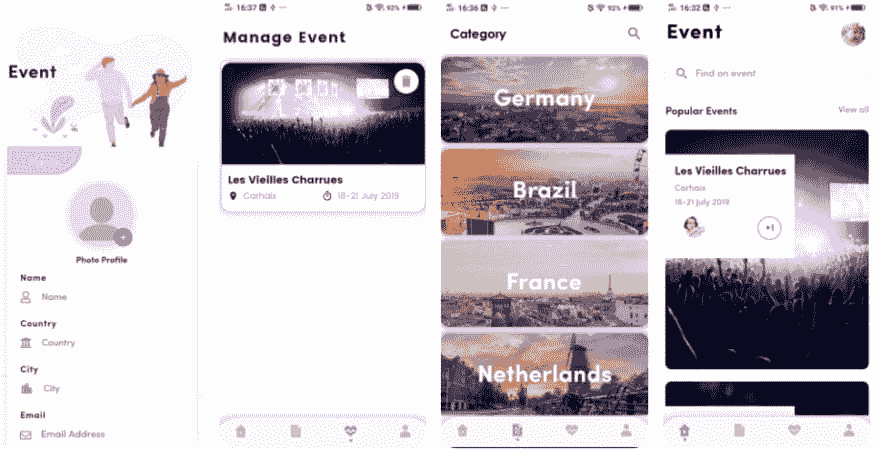 Event
Photo Profile
Name
Name
Country
Country
City
City
Email
Email Address
16:37
92%
Manage Event
Les Vieilles Charrues
Carhaix
18-21 July 2019
16:36
92%
Category
Germany
Brazil
France
Netherlands
16:32
91%
Event
Find on event
Popular Events
View all
Les Vieilles Charrues
Carhaix
18-21 July 2019
+1